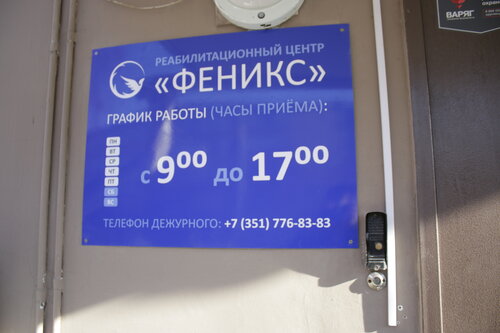 РЕАБИЛИТАЦИОННЫЙ ЦЕНТР
«ФЕНИКС»
ГРАФИК РАБОТЫ (ЧАСЫ ПРИЁМА):
ПН
ВТ
СР
ЧТ
ПТ
СБ
ВС
с 9⁰⁰ до 17⁰⁰
ТЕЛЕФОН ДЕЖУРНОГО: +7 (351) 776-83-83
ВАРЯГ